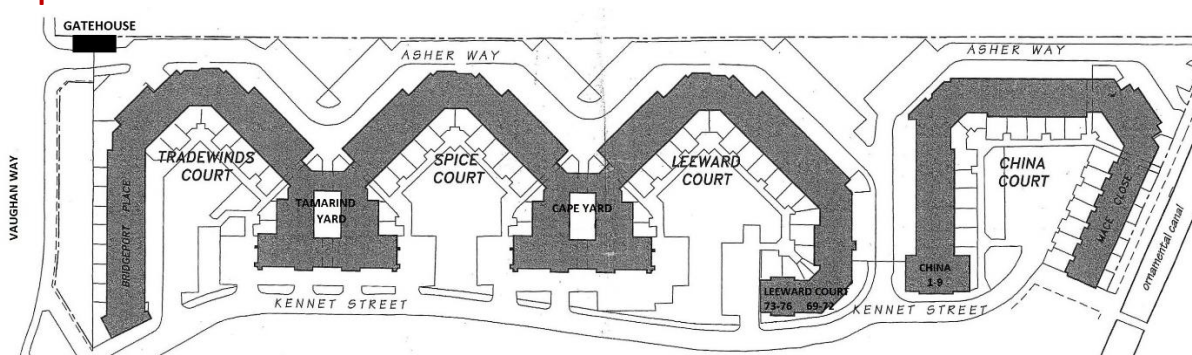 GATEHOUSE
ASHER WAY
ASHER WAY
VAUGHAN WAY
BRIDGEPORT PLACE
TRADEWINDS
COURT
TAMARIND
YARD
SPICE
COURT
CAPE YARD
LEEWARD
COURT
CHINA
COURT
MACE CLOSE
ornamental canal
CHINA
1-9
LEEWARD COURT
73-76 69-72
KENNET STREET
KENNET STREET